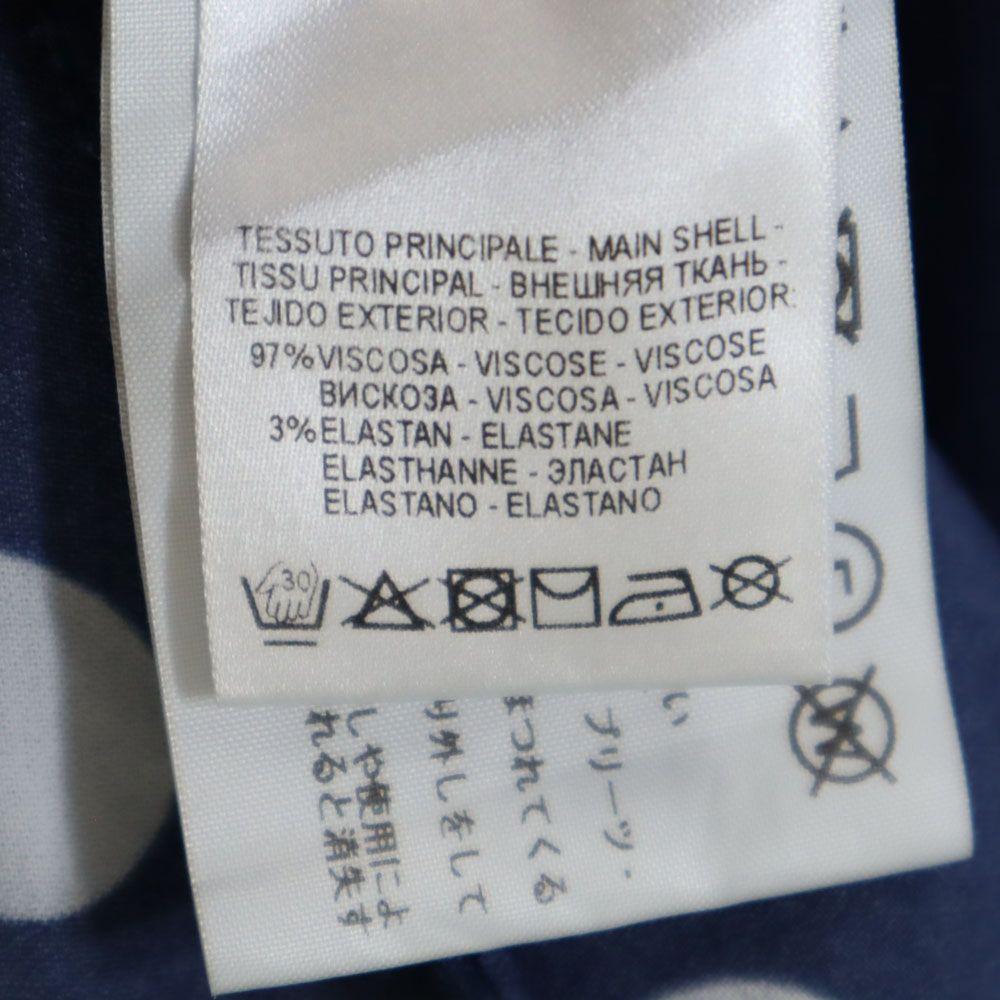 TESSUTO PRINCIPALE - MAIN SHELL -
TISSU PRINCIPAL - ВНЕШНЯЯ ТКАНЬ -
TEJIDO EXTERIOR - TECIDO EXTERIOR:
97% VISCOSA - VISCOSE - VISCOSE
ВИСКОЗА - VISCOSA - VISCOSA
3% ELASTAN - ELASTANE
ELASTHANNE - ЭЛАСТАН
ELASTANO - ELASTANO
30
い
プリーツ・
まつれてくる
り外しをして
しや使用によ
れると消失す